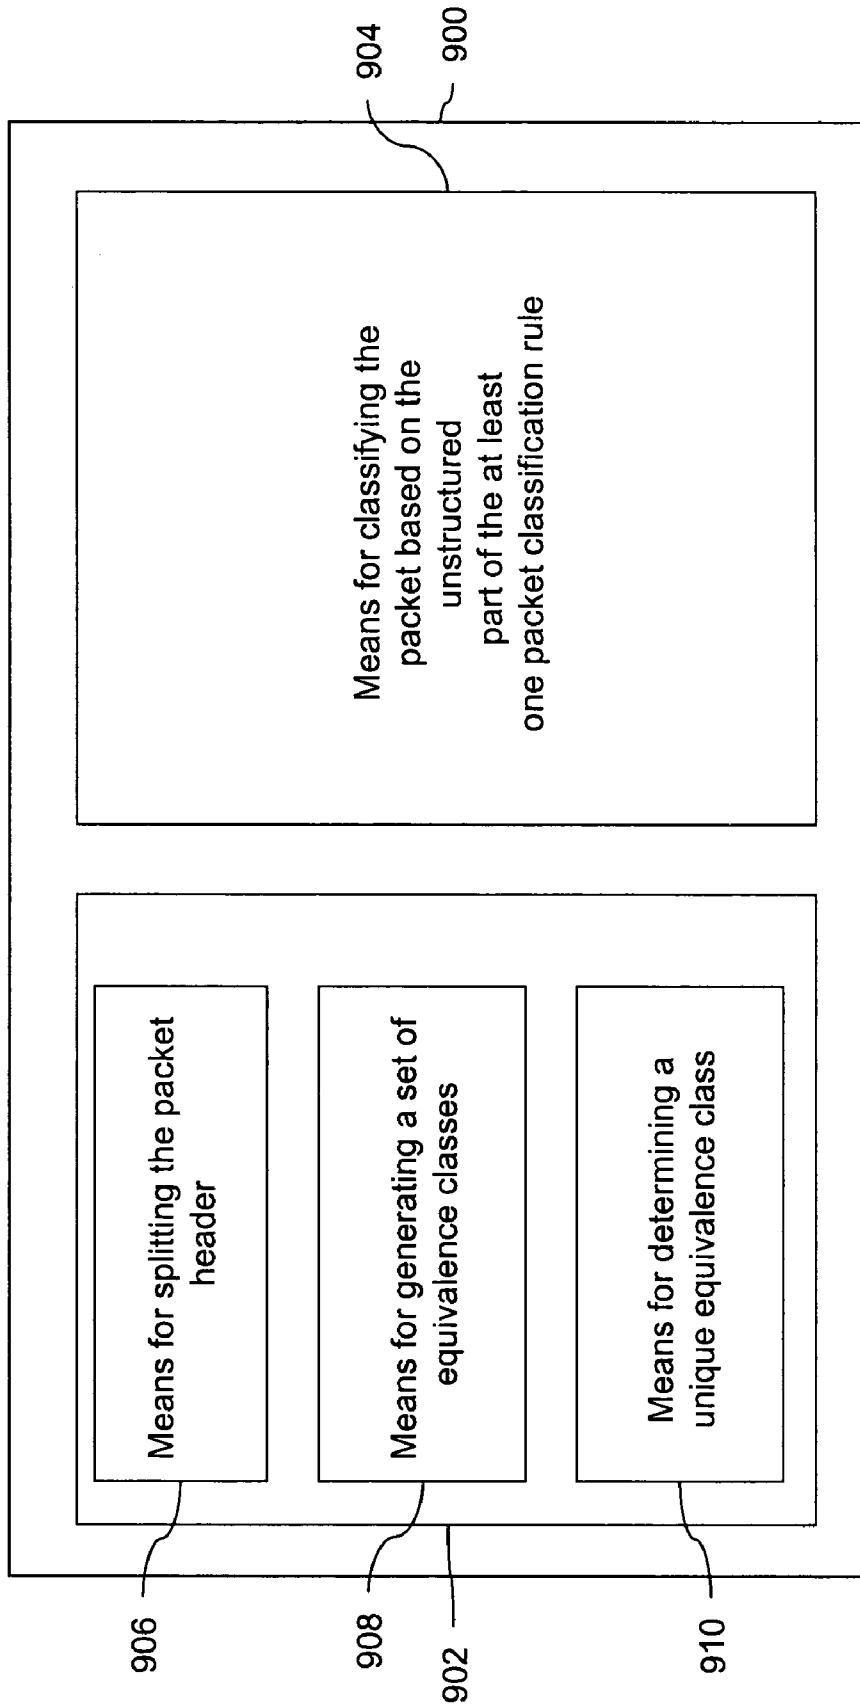 906
Means for splitting the packet
header
908
Means for generating a set of
equivalence classes
902
910
Means for determining a
unique equivalence class
904
Means for classifying the
packet based on the
unstructured
part of the at least
one packet classification rule
900